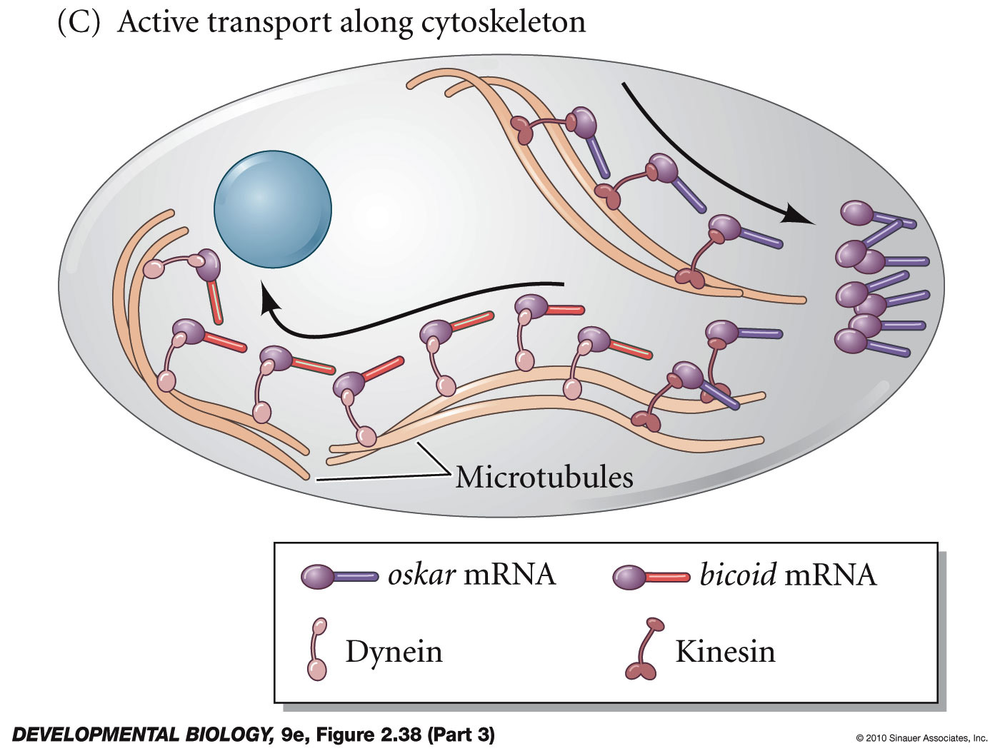 (C) Active transport along cytoskeleton
Microtubules
oskar mRNA
bicoid mRNA
Dynein
Kinesin
DEVELOPMENTAL BIOLOGY, 9e, Figure 2.38 (Part 3)
© 2010 Sinauer Associates, Inc.